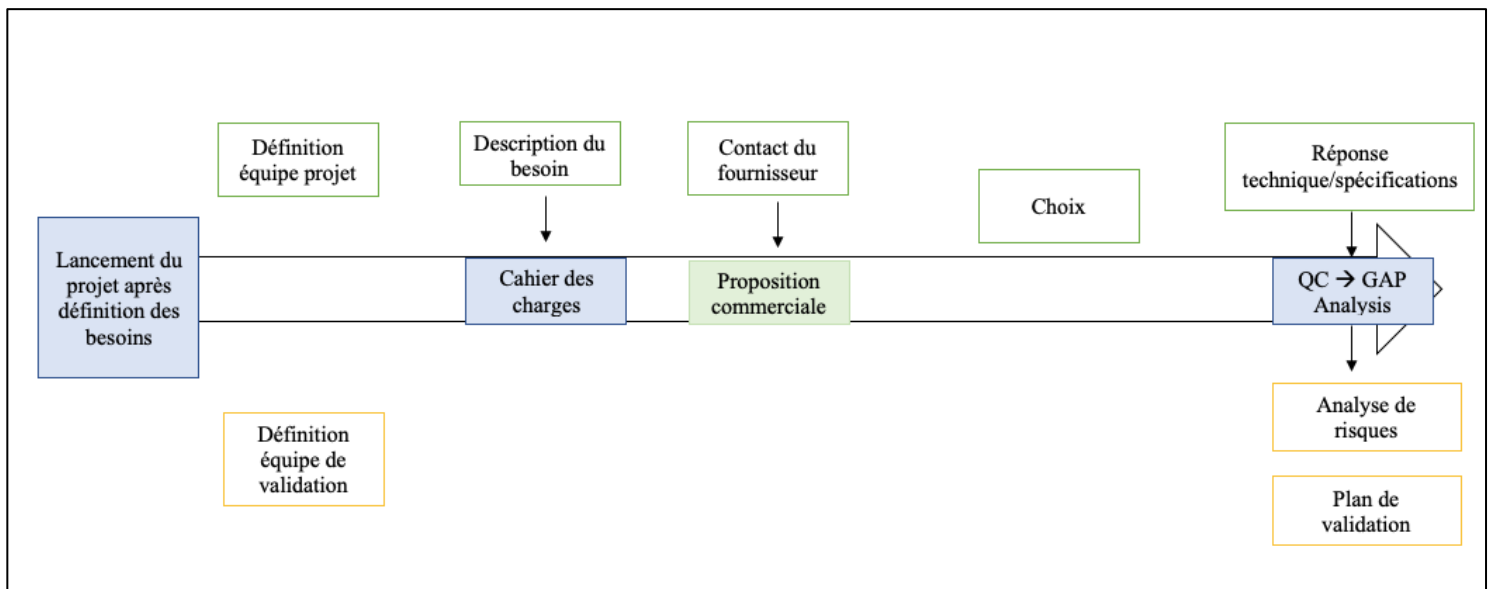 Définition
équipe projet
Description du
besoin
Contact du
fournisseur
Choix
Réponse
technique/spécifications
Lancement du
projet après
définition des
besoins
Cahier des
charges
Proposition
commerciale
QC → GAP
Analysis
Définition
équipe de
validation
Analyse de
risques
Plan de
validation